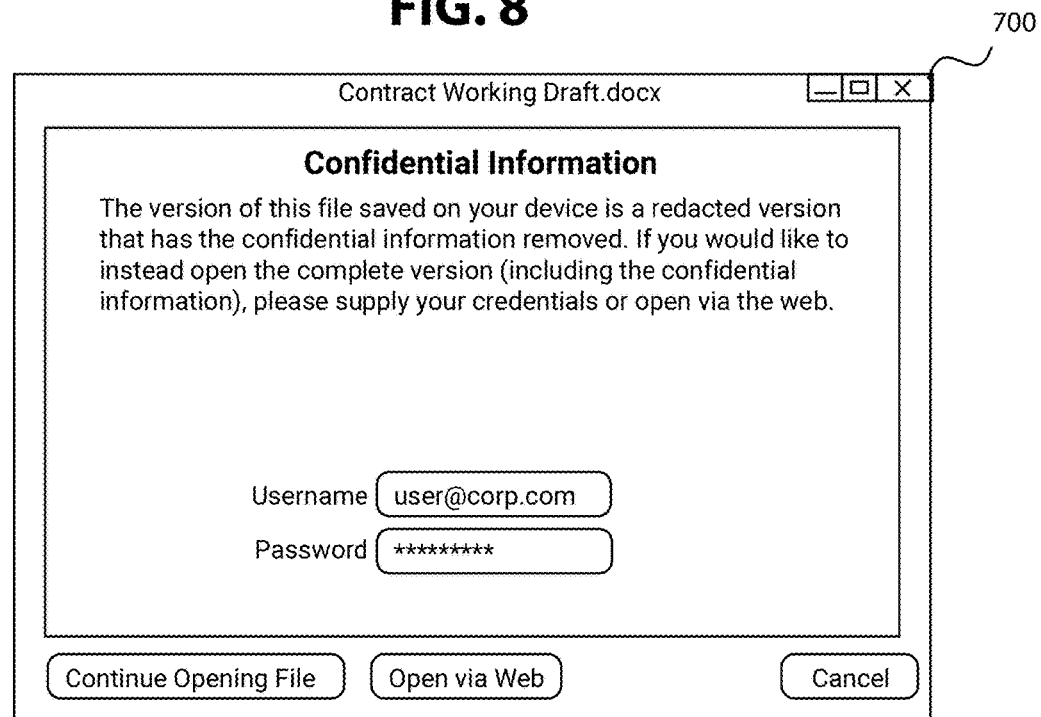 FIG. 8
700
Contract Working Draft.docx
Confidential Information
The version of this file saved on your device is a redacted version
that has the confidential information removed. If you would like to
instead open the complete version (including the confidential
information), please supply your credentials or open via the web.
Username user@corp.com
Password *********
Continue Opening File Open via Web Cancel